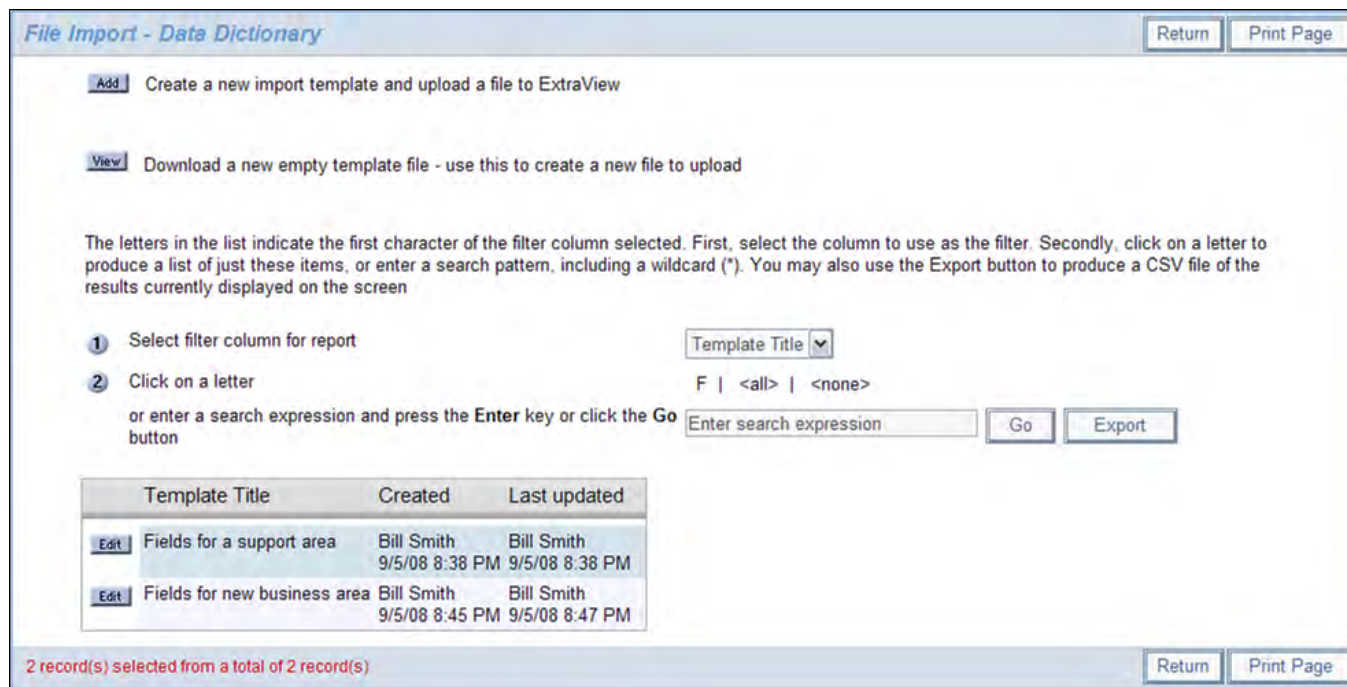 File Import - Data Dictionary
Return
Print Page
Add
Create a new import template and upload a file to ExtraView
View
Download a new empty template file - use this to create a new file to upload
The letters in the list indicate the first character of the filter column selected. First, select the column to use as the filter. Secondly, click on a letter to
produce a list of just these items, or enter a search pattern, including a wildcard (*). You may also use the Export button to produce a CSV file of the
results currently displayed on the screen
1 Select filter column for report
Template Title
2 Click on a letter
F | <all> | <none>
or enter a search expression and press the Enter key or click the Go
button
Enter search expression
Go
Export
Template Title Created Last updated
Edit Fields for a support area Bill Smith Bill Smith
9/5/08 8:38 PM 9/5/08 8:38 PM
Edit Fields for new business area Bill Smith Bill Smith
9/5/08 8:45 PM 9/5/08 8:47 PM
2 record(s) selected from a total of 2 record(s)
Return
Print Page